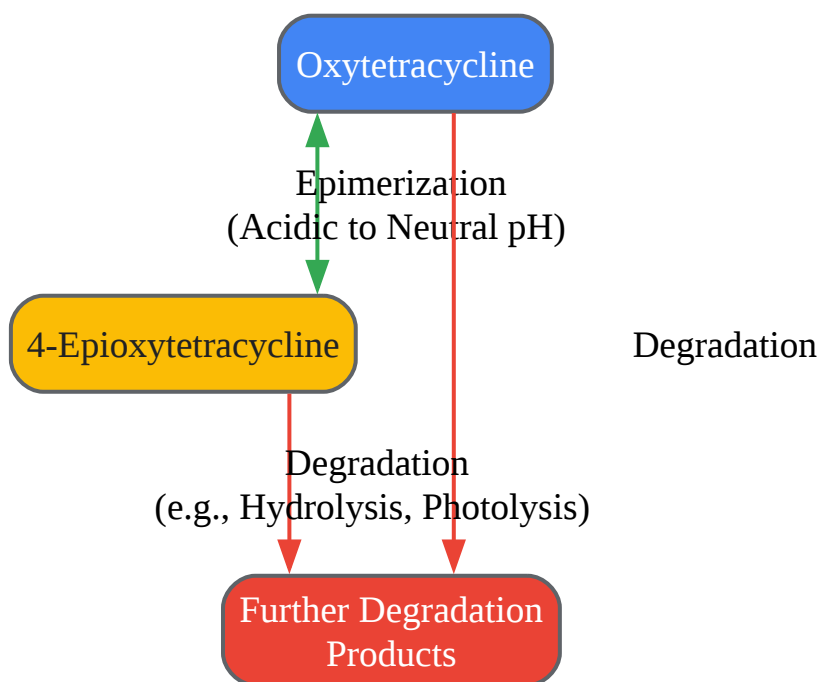 Oxytetracycline
Epimerization
(Acidic to Neutral pH)
4-Epioxytetracycline
Degradation
Degradation
(e.g., Hydrolysis, Photolysis)
Further Degradation
Products